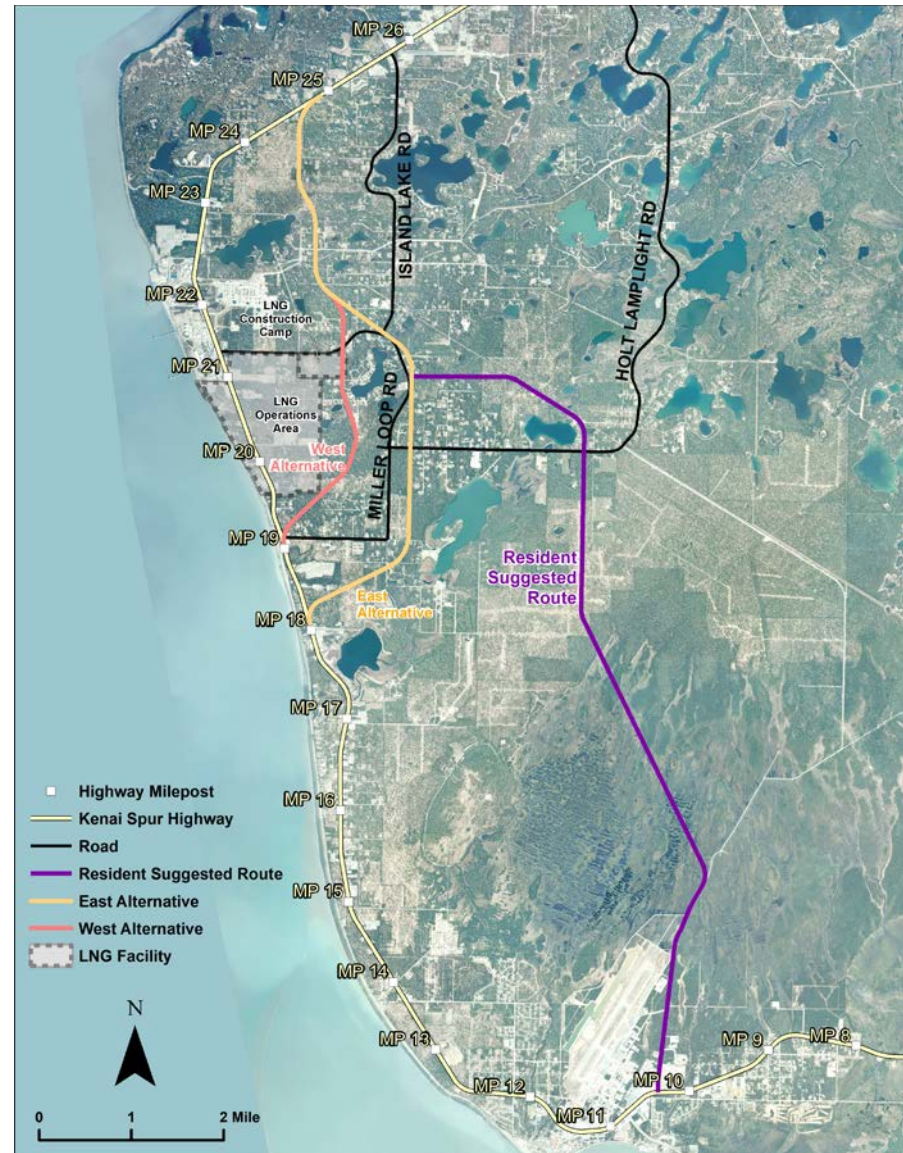 MP 26
MP 25
MP 24
MP 23
MP 22
MP 21
MP 20
MP 19
MP 18
MP 17
MP 16
MP 15
MP 14
MP 13
MP 12
MP 11
MP 10
MP 9
MP 8
ISLAND LAKE RD
HOLT LAMPLIGHT RD
MILLER LOOP RD
LNG
Construction
Camp
LNG
Operations
Area
West
Alternative
East
Alternative
Resident
Suggested
Route
Highway Milepost
Kenai Spur Highway
Road
Resident Suggested Route
East Alternative
West Alternative
LNG Facility
N
0 1 2 Mile